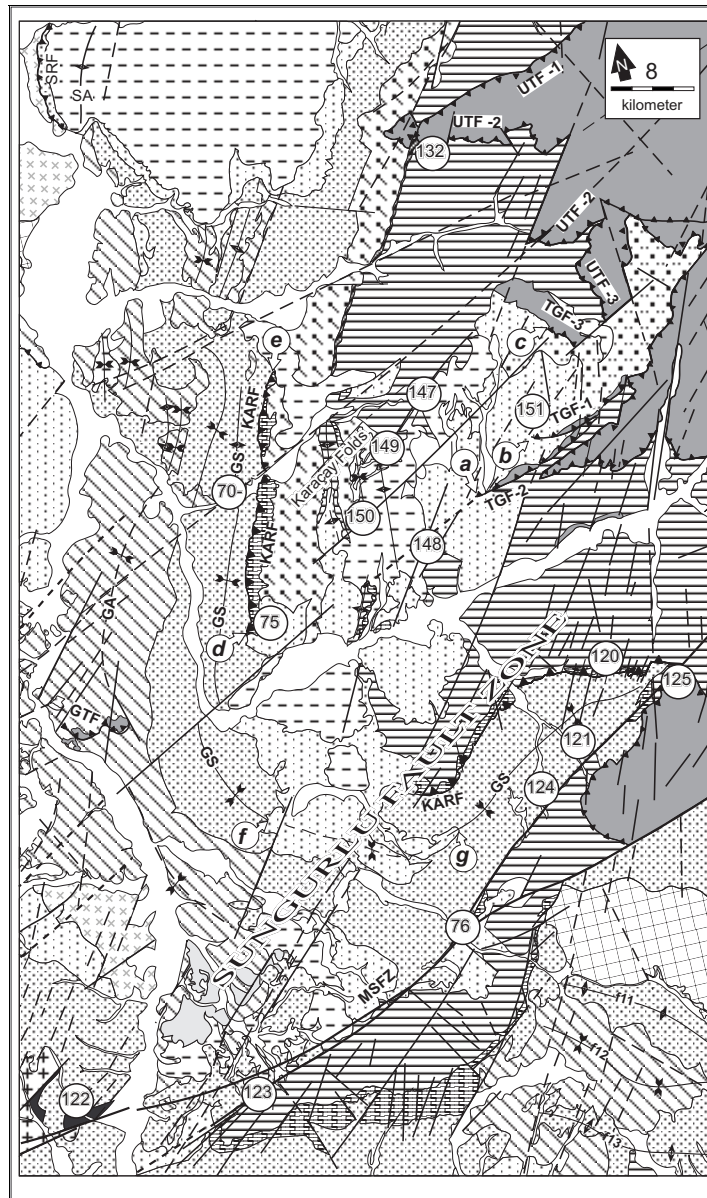 N
8
kilometer
SRF
SA
UTF -1
UTF -2
132
UTF -2
UTF -3
TGF-3
e
c
KARF
147
151
TGF-1
149
Karaçay Folds
a
b
GS
70-
TGF-2
150
KARF
148
GS
75
d
GA
120
125
GTF
121
GS
GS
124
KARF
f
g
SUNGURLU FAULT ZONE
76
MSFZ
f11
f12
123
122
f13